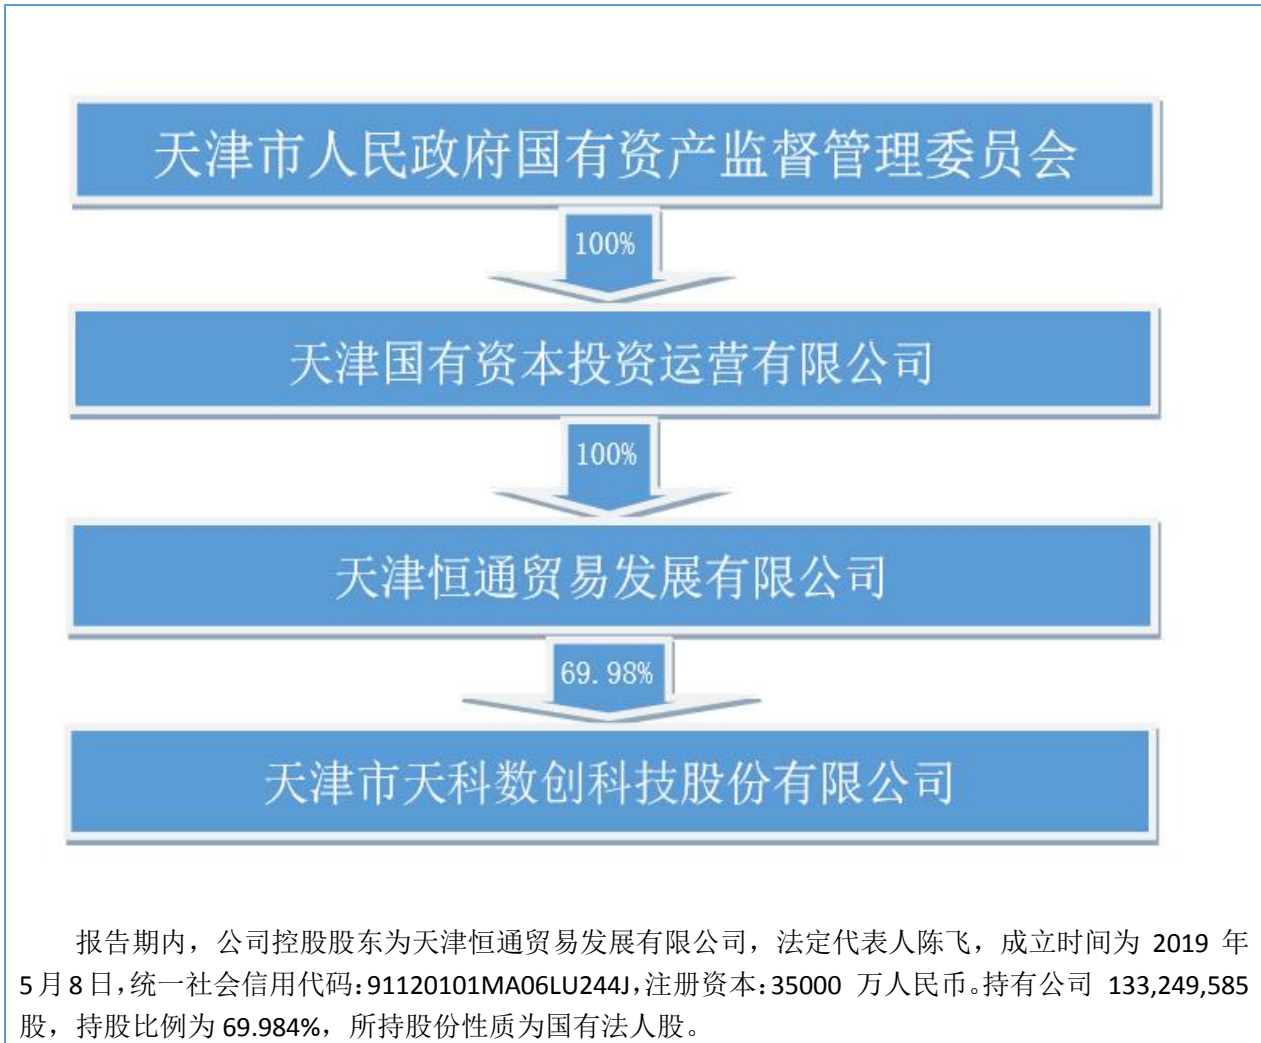 天津市人民政府国有资产监督管理委员会
100%
天津国有资本投资运营有限公司
100%
天津恒通贸易发展有限公司
69.98%
天津市天科数创科技股份有限公司
报告期内，公司控股股东为天津恒通贸易发展有限公司，法定代表人陈飞，成立时间为 2019 年
5月8日，统一社会信用代码：91120101MA06LU244J，注册资本：35000 万人民币。持有公司 133,249,585
股，持股比例为 69.984%，所持股份性质为国有法人股。